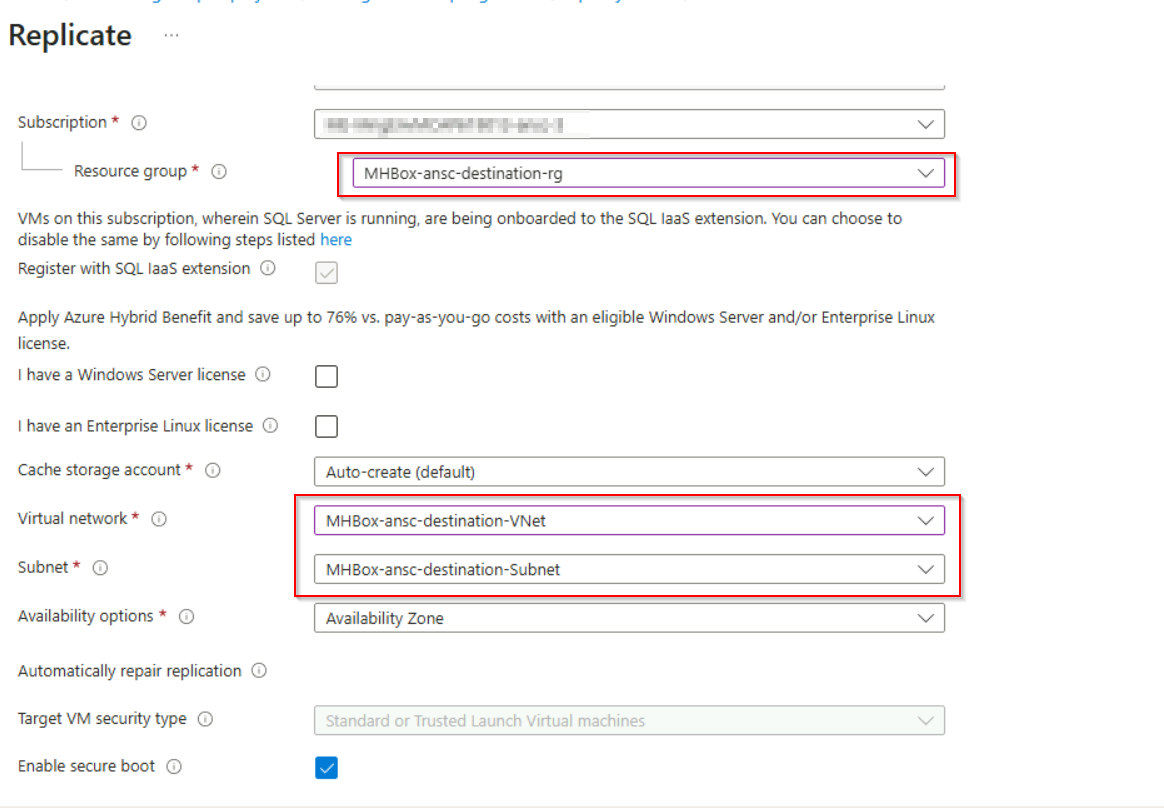 Replicate ...
Subscription *
Resource group *
MHBox-ansc-destination-rg
VMs on this subscription, wherein SQL Server is running, are being onboarded to the SQL IaaS extension. You can choose to
disable the same by following steps listed here
Register with SQL IaaS extension
Apply Azure Hybrid Benefit and save up to 76% vs. pay-as-you-go costs with an eligible Windows Server and/or Enterprise Linux
license.
I have a Windows Server license
I have an Enterprise Linux license
Cache storage account *
Auto-create (default)
Virtual network *
MHBox-ansc-destination-VNet
Subnet *
MHBox-ansc-destination-Subnet
Availability options *
Availability Zone
Automatically repair replication
Target VM security type
Standard or Trusted Launch Virtual machines
Enable secure boot